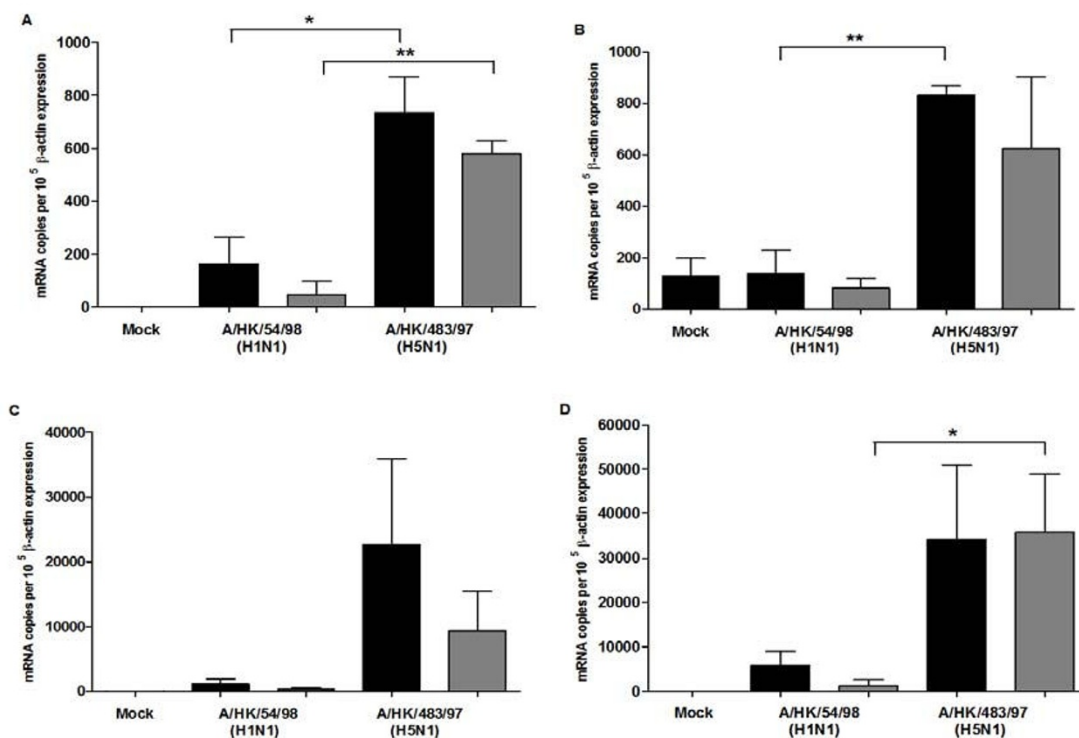 A
mRNA copies per 10 5 β-actin expression
*
**
1000
800
600
400
200
0
Mock
A/HK/54/98
(H1N1)
A/HK/483/97
(H5N1)
B
mRNA copies per 10 5 β-actin expression
**
1000
800
600
400
200
0
Mock
A/HK/54/98
(H1N1)
A/HK/483/97
(H5N1)
C
mRNA copies per 10 5 β-actin expression
40000
30000
20000
10000
0
Mock
A/HK/54/98
(H1N1)
A/HK/483/97
(H5N1)
D
mRNA copies per 10 5 β-actin expression
*
60000
50000
40000
30000
20000
10000
0
Mock
A/HK/54/98
(H1N1)
A/HK/483/97
(H5N1)